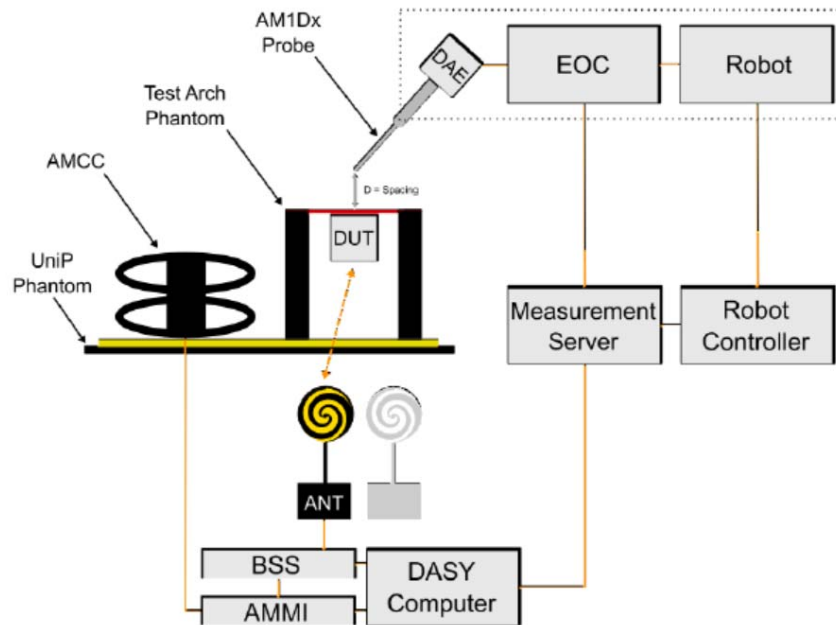 AM1Dx
Probe
DAE
EOC
Robot
Test Arch
Phantom
AMCC
D = Spacing
DUT
UniP
Phantom
Measurement
Server
Robot
Controller
ANT
BSS
DASY
Computer
AMMI